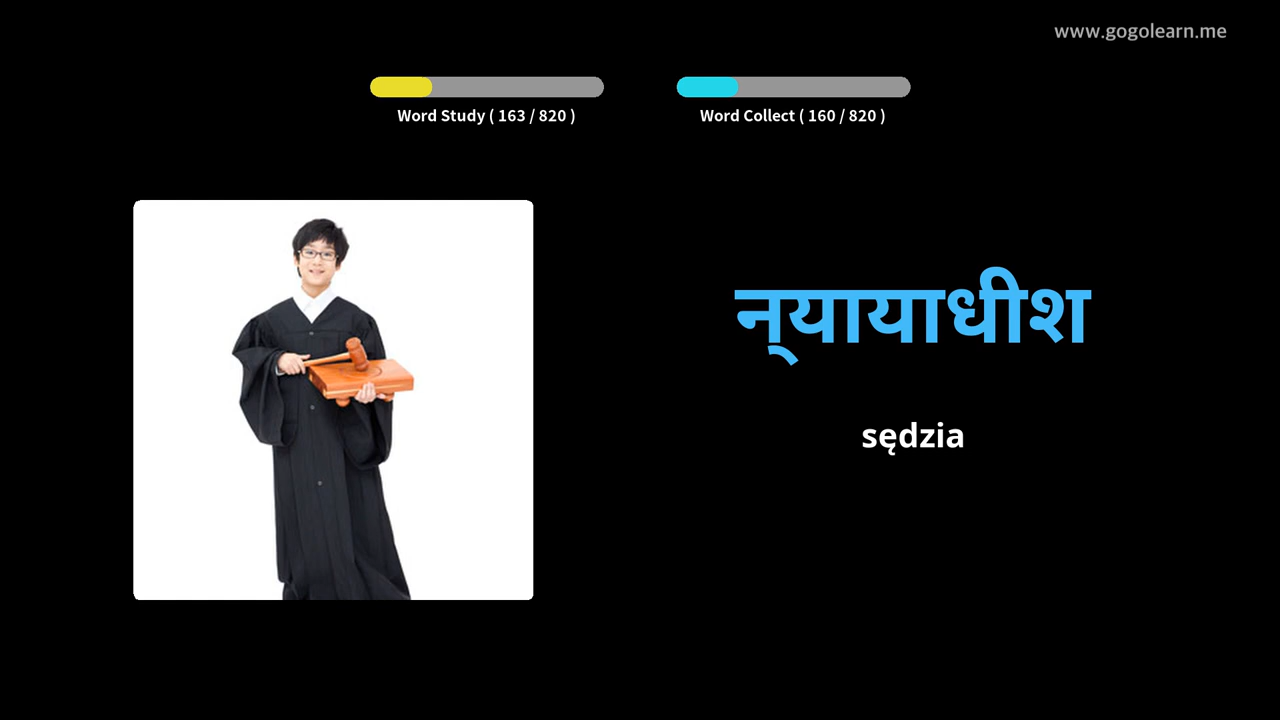 www.gogolearn.me
Word Study ( 163 / 820 )
Word Collect ( 160 / 820 )
न्यायाधीश
sędzia